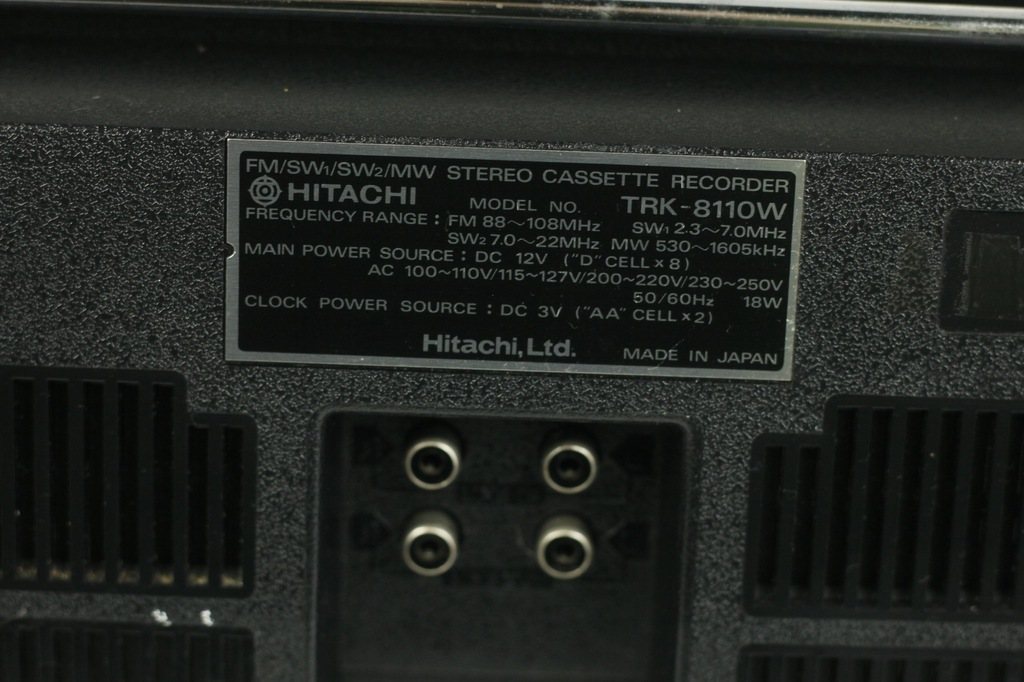 FM/SW1/SW2/MW STEREO CASSETTE RECORDER
HITACHI MODEL NO. TRK-8110W
FREQUENCY RANGE : FM 88~108MHz SW1 2.3~7.0MHz
SW2 7.0~22MHz MW 530~1605kHz
MAIN POWER SOURCE : DC 12V ("D" CELL × 8)
AC 100~110V/115~127V/200~220V/230~250V
50/60Hz 18W
CLOCK POWER SOURCE : DC 3V ("AA" CELL × 2)
Hitachi, Ltd. MADE IN JAPAN